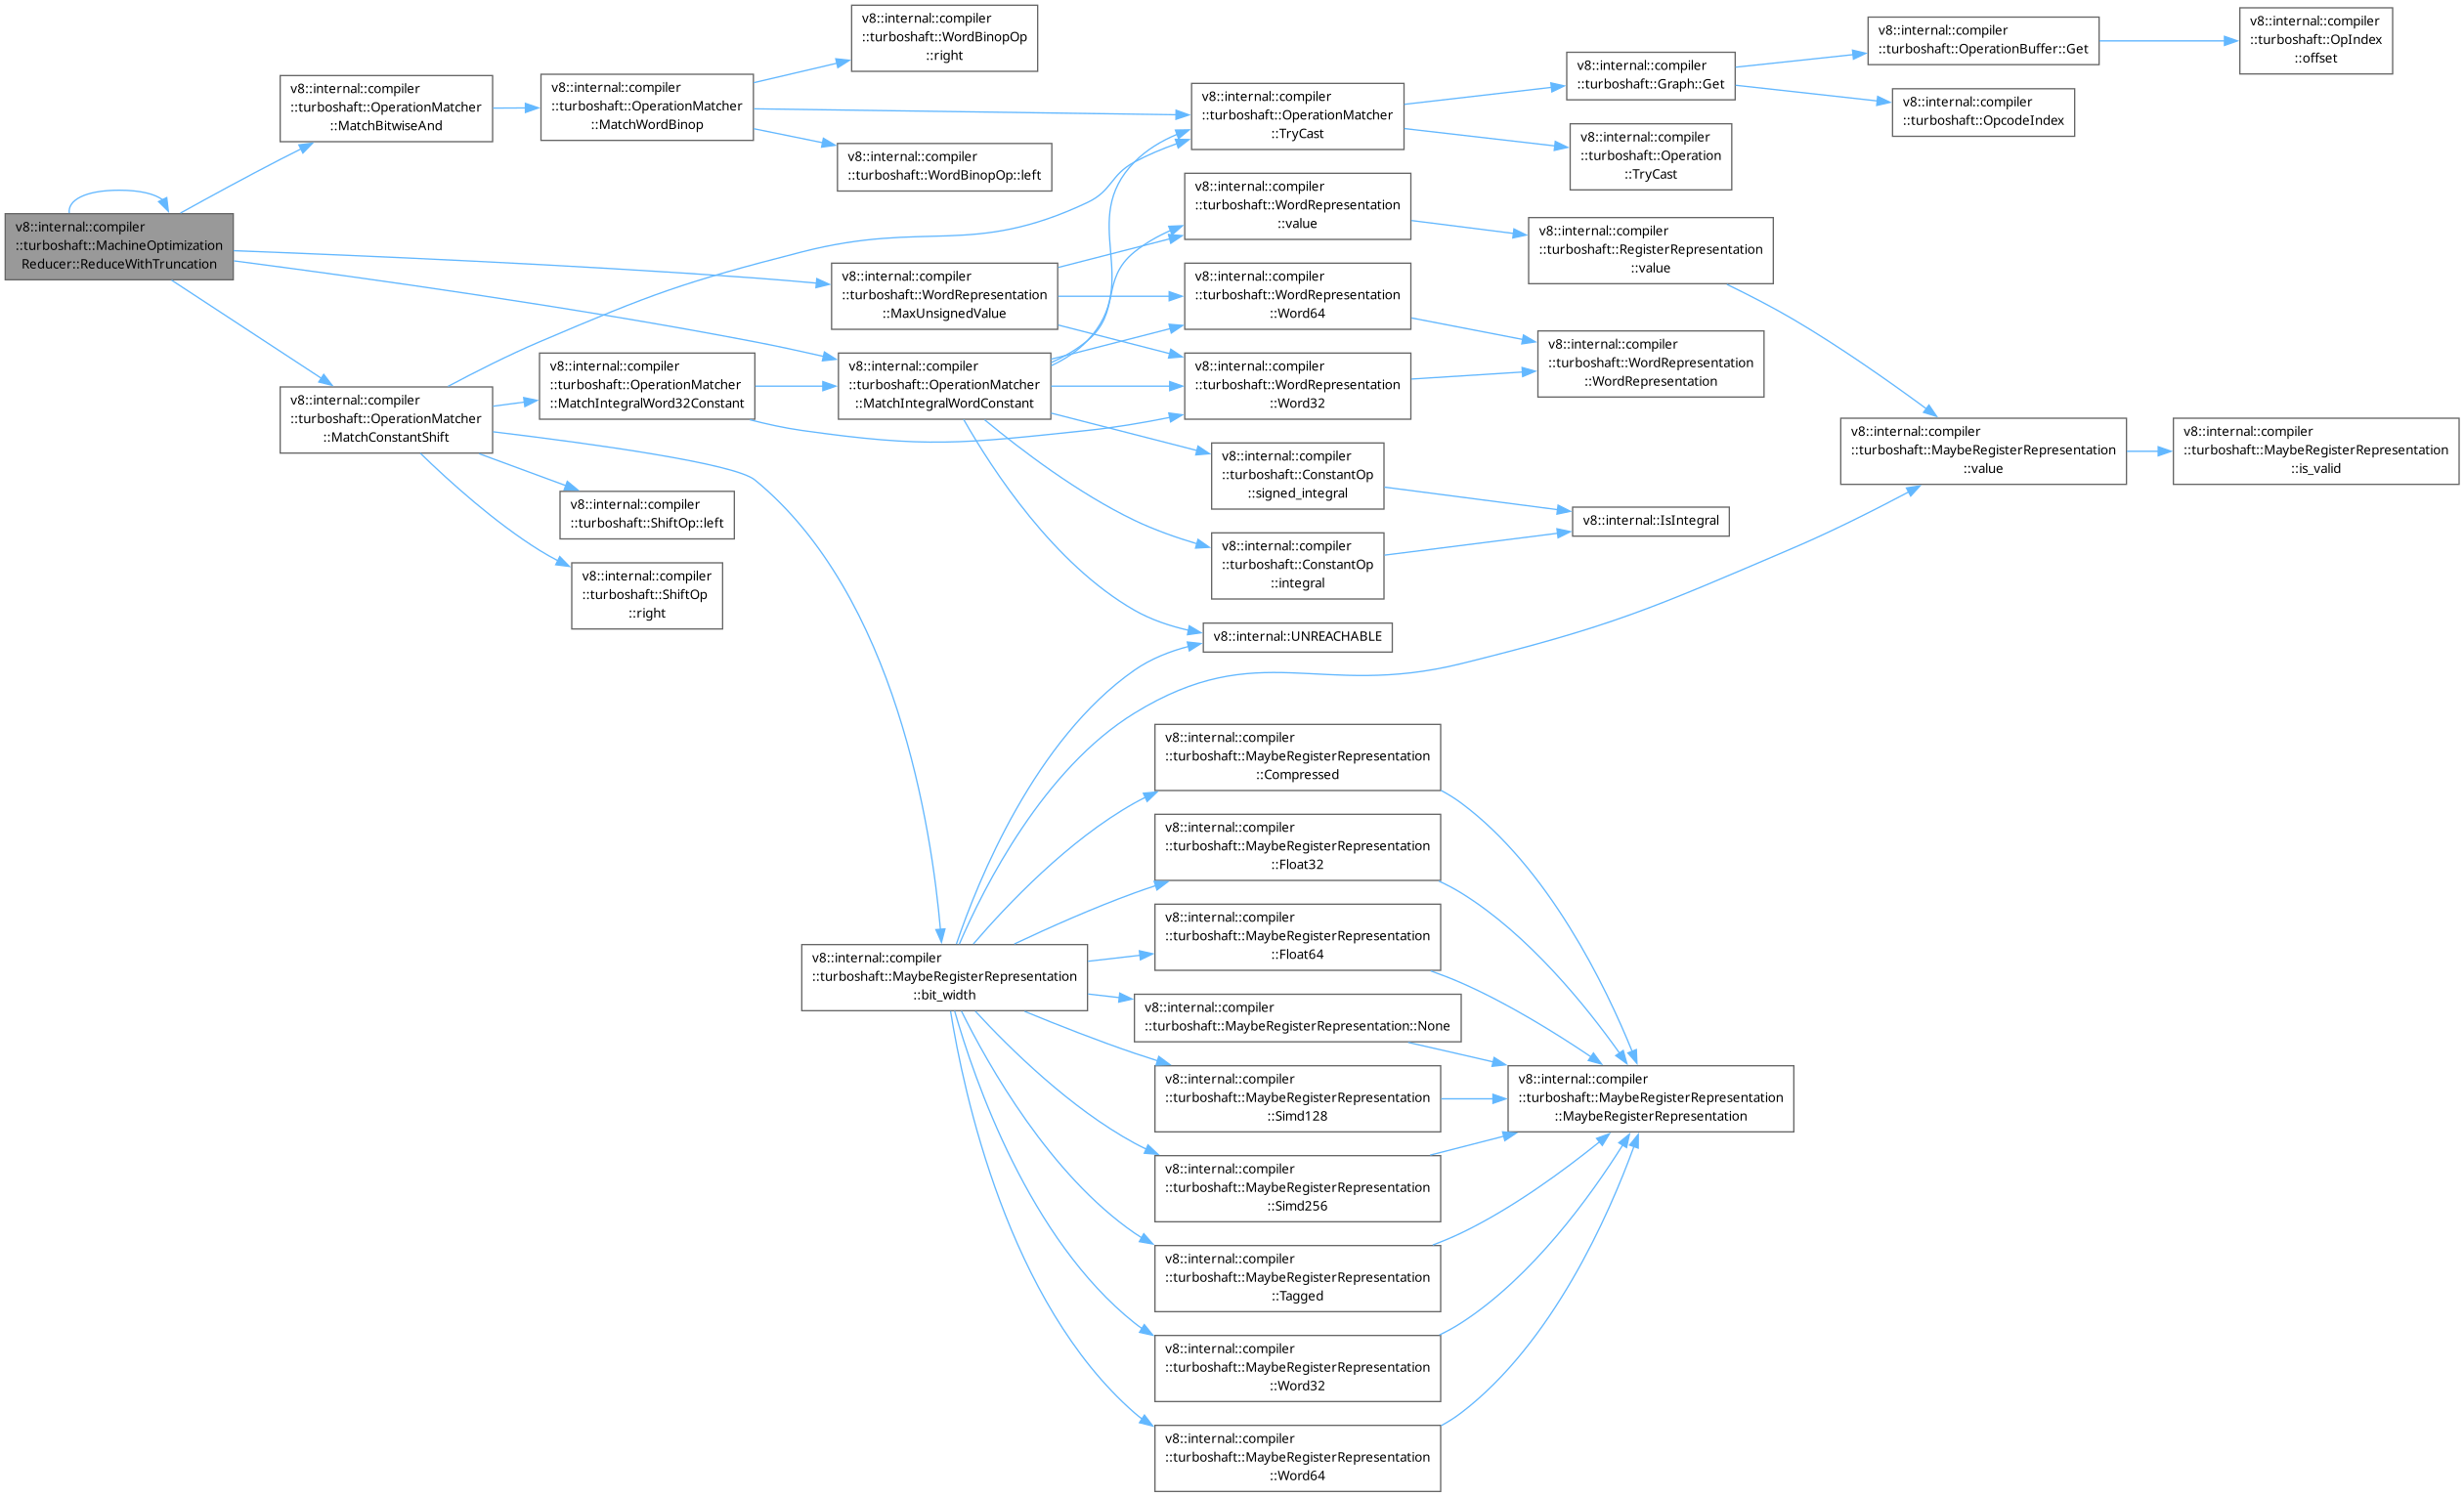 v8::internal::compiler
::turboshaft::MachineOptimization
Reducer::ReduceWithTruncation
v8::internal::compiler
::turboshaft::OperationMatcher
::MatchBitwiseAnd
v8::internal::compiler
::turboshaft::OperationMatcher
::MatchWordBinop
v8::internal::compiler
::turboshaft::WordBinopOp
::right
v8::internal::compiler
::turboshaft::WordBinopOp::left
v8::internal::compiler
::turboshaft::OperationMatcher
::TryCast
v8::internal::compiler
::turboshaft::Graph::Get
v8::internal::compiler
::turboshaft::OperationBuffer::Get
v8::internal::compiler
::turboshaft::OpIndex
::offset
v8::internal::compiler
::turboshaft::OpcodeIndex
v8::internal::compiler
::turboshaft::Operation
::TryCast
v8::internal::compiler
::turboshaft::WordRepresentation
::value
v8::internal::compiler
::turboshaft::RegisterRepresentation
::value
v8::internal::compiler
::turboshaft::WordRepresentation
::MaxUnsignedValue
v8::internal::compiler
::turboshaft::WordRepresentation
::Word64
v8::internal::compiler
::turboshaft::WordRepresentation
::WordRepresentation
v8::internal::compiler
::turboshaft::OperationMatcher
::MatchConstantShift
v8::internal::compiler
::turboshaft::OperationMatcher
::MatchIntegralWord32Constant
v8::internal::compiler
::turboshaft::OperationMatcher
::MatchIntegralWordConstant
v8::internal::compiler
::turboshaft::WordRepresentation
::Word32
v8::internal::compiler
::turboshaft::MaybeRegisterRepresentation
::value
v8::internal::compiler
::turboshaft::MaybeRegisterRepresentation
::is_valid
v8::internal::compiler
::turboshaft::ConstantOp
::signed_integral
v8::internal::IsIntegral
v8::internal::compiler
::turboshaft::ShiftOp::left
v8::internal::compiler
::turboshaft::ConstantOp
::integral
v8::internal::compiler
::turboshaft::ShiftOp
::right
v8::internal::UNREACHABLE
v8::internal::compiler
::turboshaft::MaybeRegisterRepresentation
::Compressed
v8::internal::compiler
::turboshaft::MaybeRegisterRepresentation
::Float32
v8::internal::compiler
::turboshaft::MaybeRegisterRepresentation
::Float64
v8::internal::compiler
::turboshaft::MaybeRegisterRepresentation
::bit_width
v8::internal::compiler
::turboshaft::MaybeRegisterRepresentation::None
v8::internal::compiler
::turboshaft::MaybeRegisterRepresentation
::Simd128
v8::internal::compiler
::turboshaft::MaybeRegisterRepresentation
::MaybeRegisterRepresentation
v8::internal::compiler
::turboshaft::MaybeRegisterRepresentation
::Simd256
v8::internal::compiler
::turboshaft::MaybeRegisterRepresentation
::Tagged
v8::internal::compiler
::turboshaft::MaybeRegisterRepresentation
::Word32
v8::internal::compiler
::turboshaft::MaybeRegisterRepresentation
::Word64